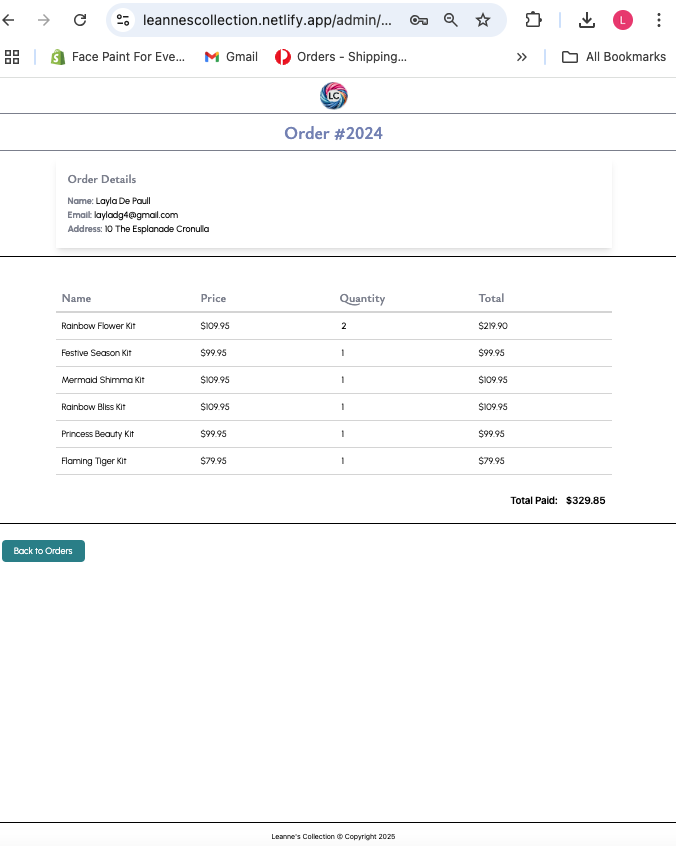 leannescollection.netlify.app/admin/...
L
Face Paint For Eve...
Gmail
Orders - Shipping...
»
All Bookmarks
LC
Order #2024
Order Details
Name: Layla De Paull
Email: layladg4@gmail.com
Address: 10 The Esplanade Cronulla
Name Price Quantity Total
Rainbow Flower Kit $109.95 2 $219.90
Festive Season Kit $99.95 1 $99.95
Mermaid Shimma Kit $109.95 1 $109.95
Rainbow Bliss Kit $109.95 1 $109.95
Princess Beauty Kit $99.95 1 $99.95
Flaming Tiger Kit $79.95 1 $79.95
Total Paid: $329.85
Back to Orders
Leanne's Collection © Copyright 2025